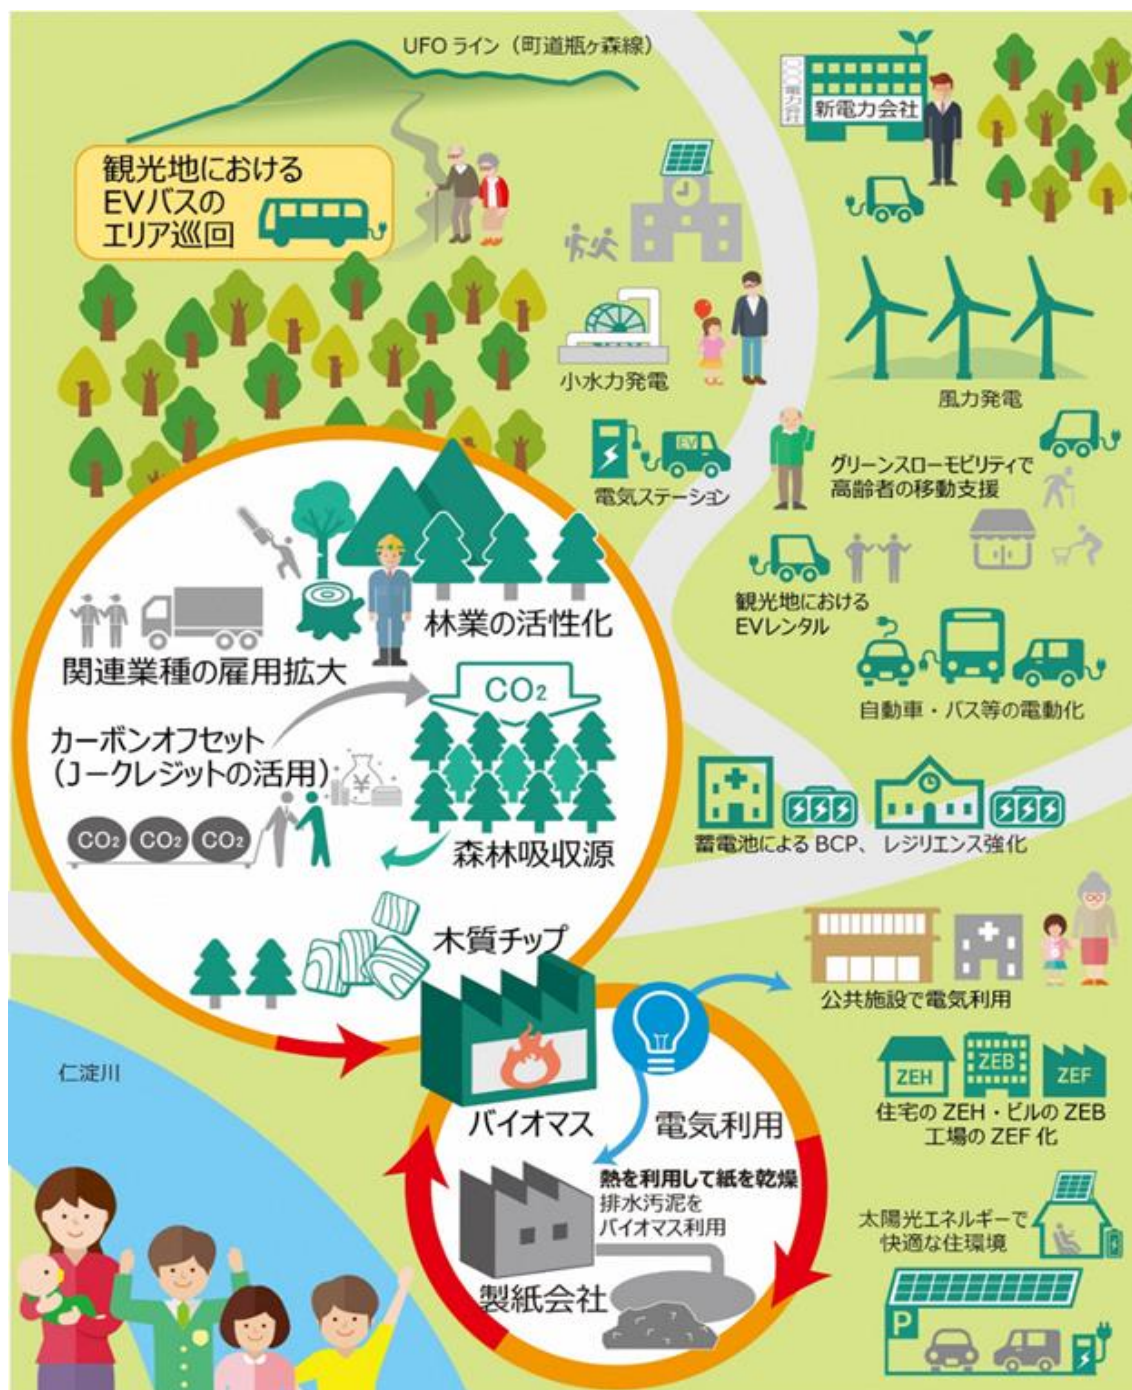 UFOライン（町道瓶ヶ森線）
〇〇〇電力会社
新電力会社
観光地における
EVバスの
エリア巡回
小水力発電
風力発電
EV
電気ステーション
グリーンスローモビリティで
高齢者の移動支援
観光地における
EVレンタル
自動車・バス等の電動化
林業の活性化
関連業種の雇用拡大
CO2
カーボンオフセット
（J－クレジットの活用）
¥
CO2 CO2 CO2
森林吸収源
蓄電池によるBCP、レジリエンス強化
木質チップ
公共施設で電気利用
仁淀川
バイオマス
電気利用
ZEH ZEB ZEF
住宅のZEH・ビルのZEB
工場のZEF化
熱を利用して紙を乾燥
排水汚泥を
バイオマス利用
製紙会社
太陽光エネルギーで
快適な住環境
P